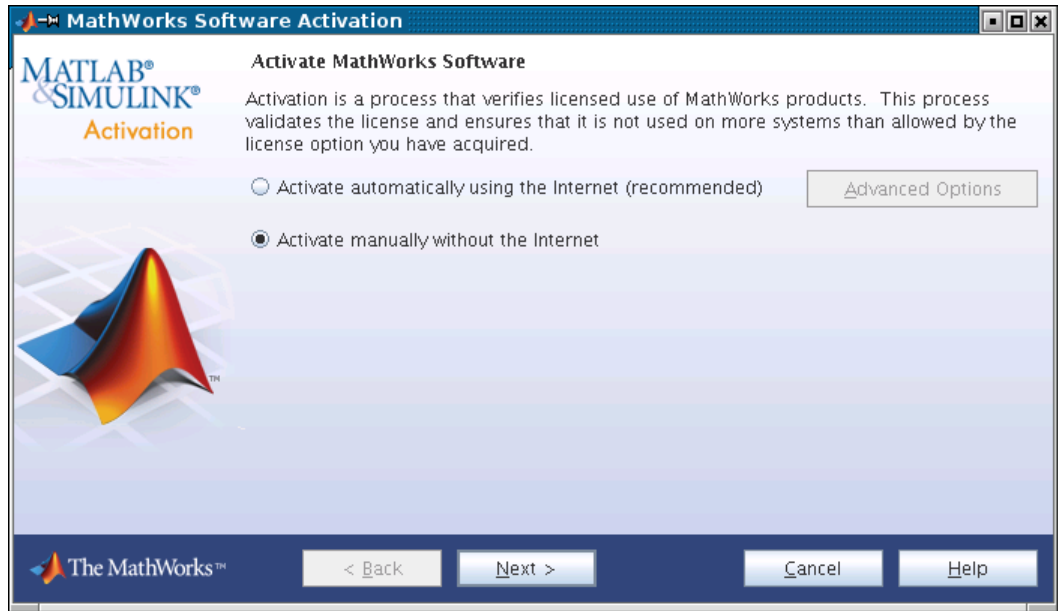 MathWorks Software Activation
MATLAB®
&SIMULINK®
Activation
Activate MathWorks Software
Activation is a process that verifies licensed use of MathWorks products.  This process
validates the license and ensures that it is not used on more systems than allowed by the
license option you have acquired.
Activate automatically using the Internet (recommended)
Advanced Options
Activate manually without the Internet
TM
The MathWorks™
< Back
Next >
Cancel
Help